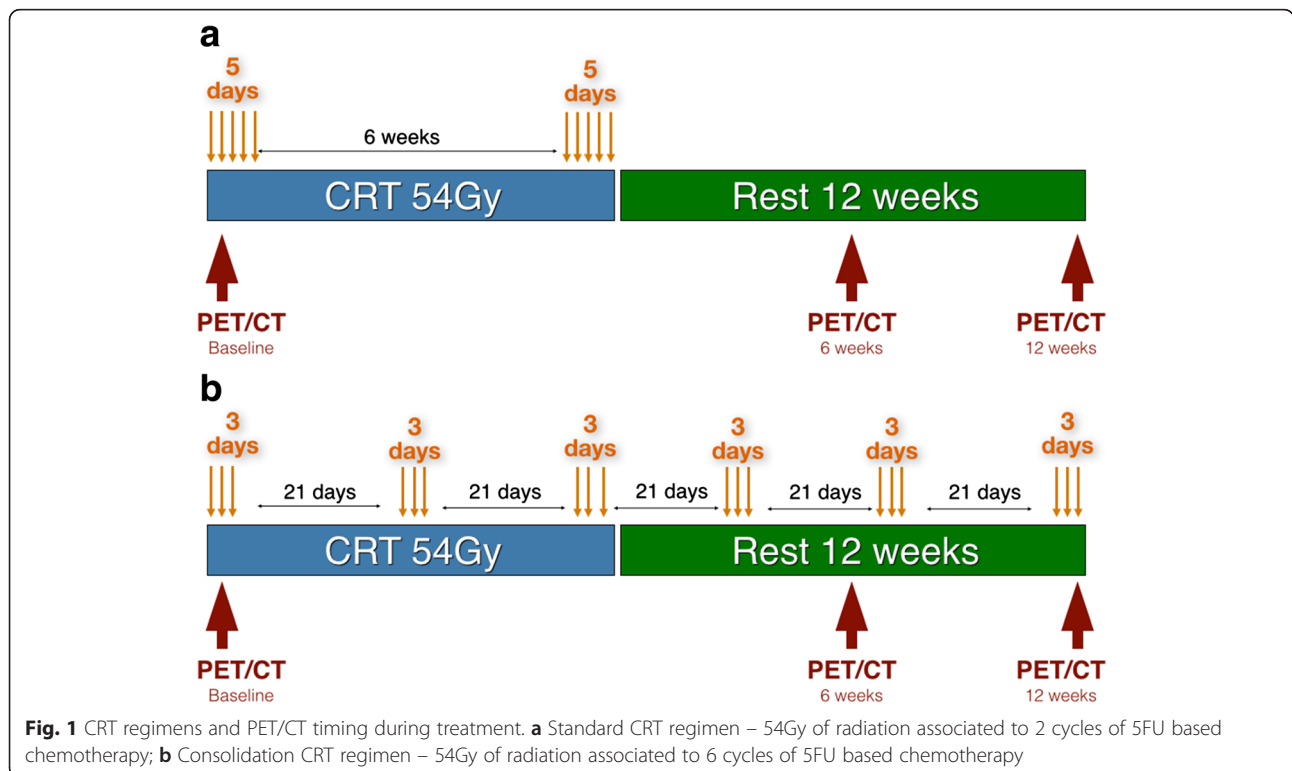 a
5
days
5
days
6 weeks
CRT 54Gy
Rest 12 weeks
PET/CT
Baseline
PET/CT
6 weeks
PET/CT
12 weeks
b
3
days
3
days
3
days
3
days
3
days
3
days
21 days
21 days
21 days
21 days
21 days
CRT 54Gy
Rest 12 weeks
PET/CT
Baseline
PET/CT
6 weeks
PET/CT
12 weeks
Fig. 1 CRT regimens and PET/CT timing during treatment. a Standard CRT regimen – 54Gy of radiation associated to 2 cycles of 5FU based
chemotherapy; b Consolidation CRT regimen – 54Gy of radiation associated to 6 cycles of 5FU based chemotherapy